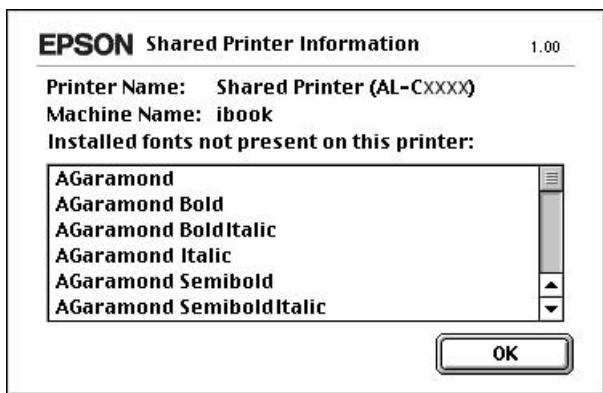 EPSON Shared Printer Information 1.00
Printer Name: Shared Printer (AL-CXXXX)
Machine Name: ibook
Installed fonts not present on this printer:
AGaramond
AGaramond Bold
AGaramond BoldItalic
AGaramond Italic
AGaramond Semibold
AGaramond SemiboldItalic
OK